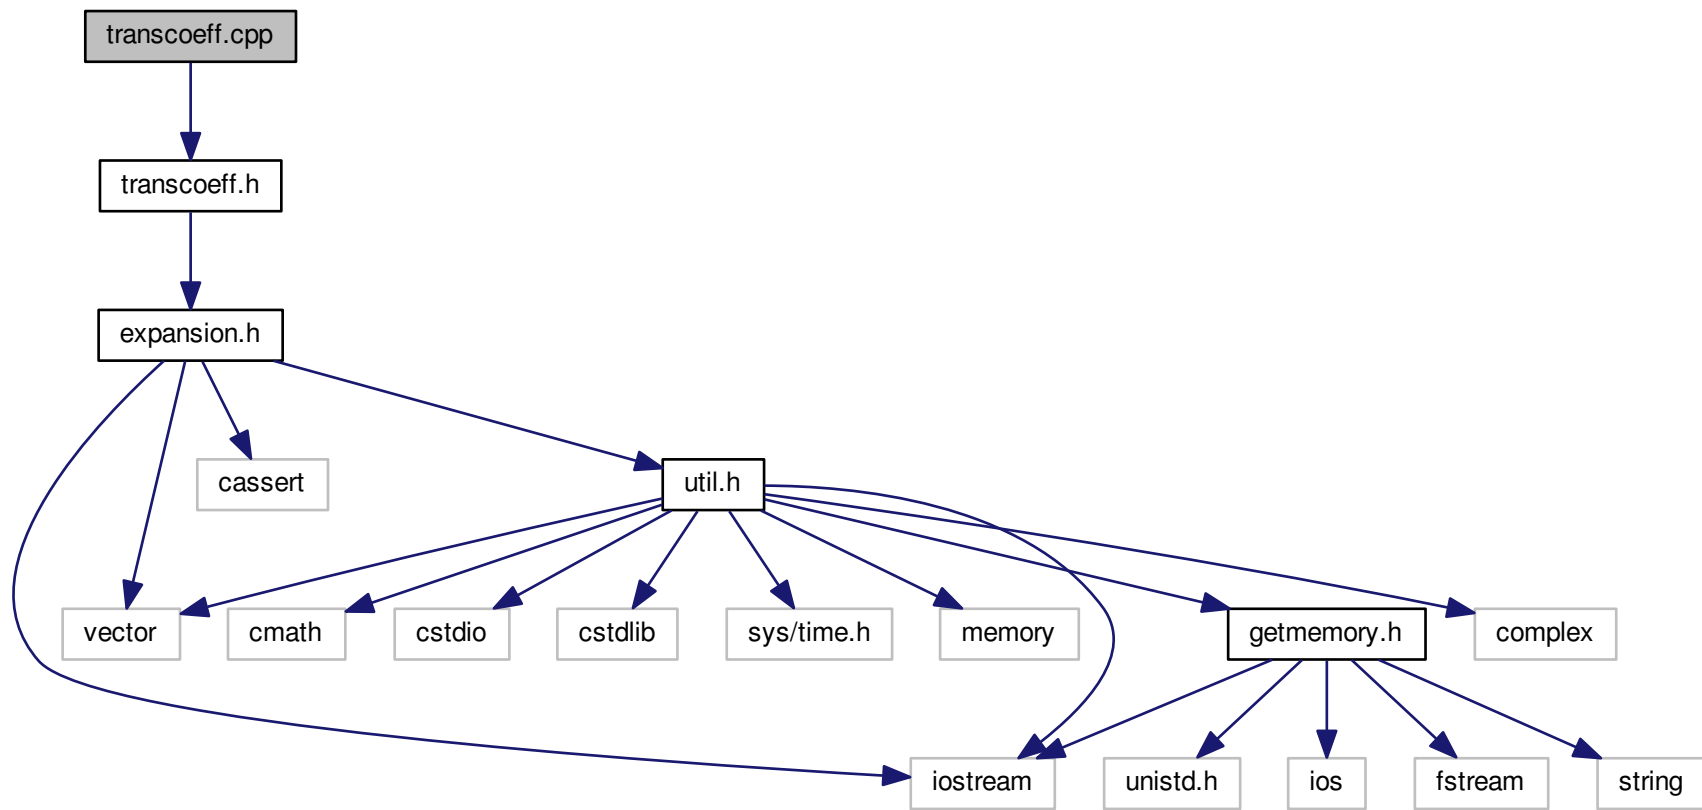 transcoeff.cpp
transcoeff.h
expansion.h
cassert
util.h
vector
cmath
cstdio
cstdlib
sys/time.h
memory
getmemory.h
complex
iostream
unistd.h
ios
fstream
string